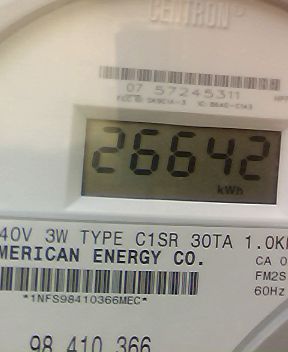 CENTRON
07 57245311
26642
kWh
40V 3W TYPE C1SR 30TA 1.0K
MERICAN ENERGY CO.
CA 0
FM2S
*1NFS98410366MEC*
60Hz
98 410 366